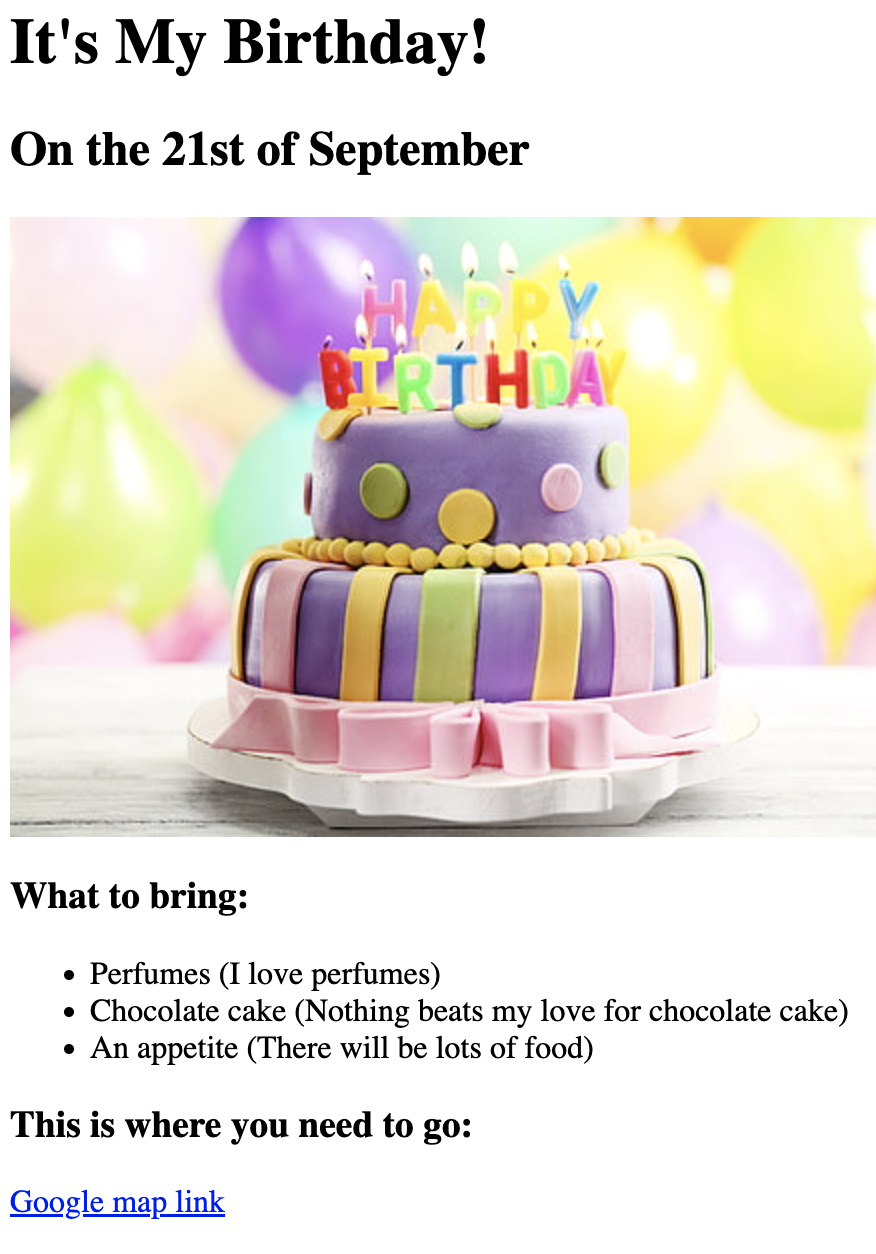 It's My Birthday!
On the 21st of September
HAPPY
BIRTHDAY
What to bring:
Perfumes (I love perfumes)
Chocolate cake (Nothing beats my love for chocolate cake)
An appetite (There will be lots of food)
This is where you need to go:
Google map link